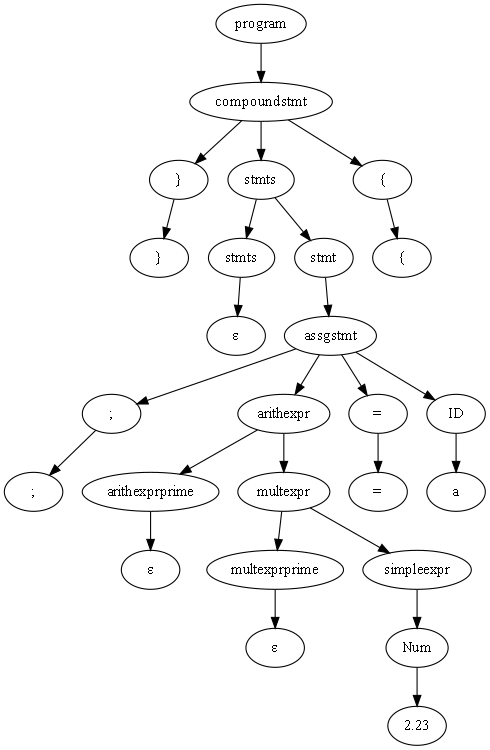 program
compoundstmt
} stmts {
} stmts stmt {
ε assgstmt
; arithexpr = ID
; arithexprprime multexpr = a
ε multexprprime simpleexpr
ε Num
2.23